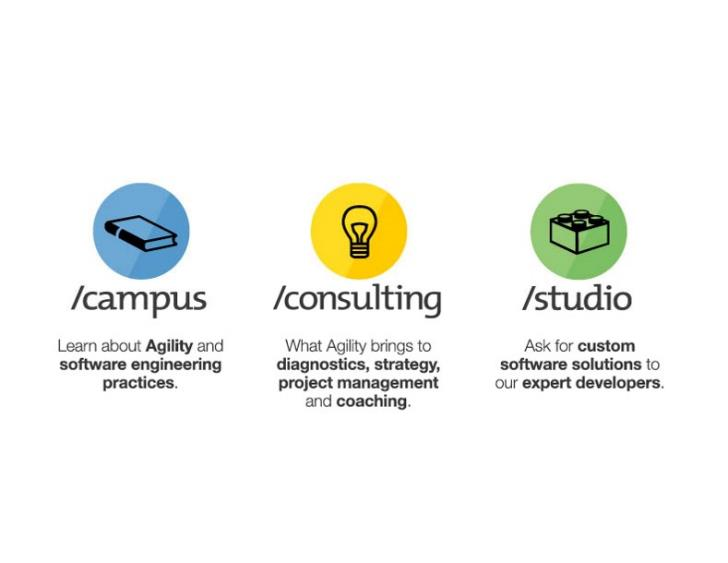 /campus
Learn about Agility and
software engineering
practices.
/consulting
What Agility brings to
diagnostics, strategy,
project management
and coaching.
/studio
Ask for custom
software solutions to
our expert developers.